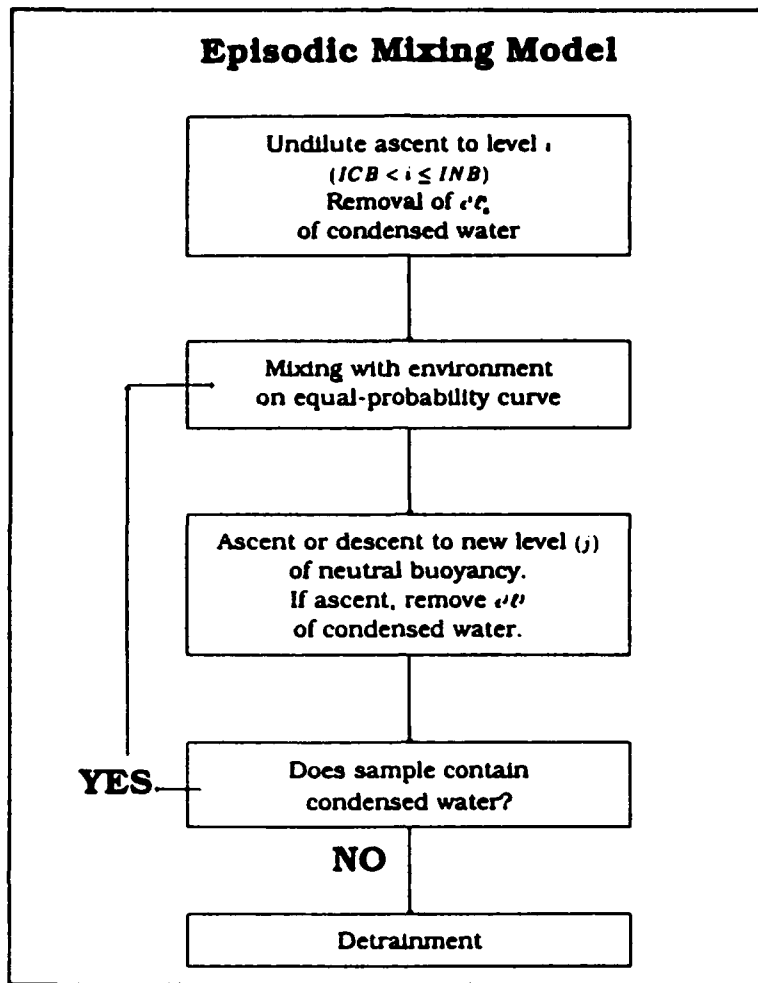 Episodic Mixing Model
Undilute ascent to level i
(ICB < i ≤ INB)
Removal of
of condensed water
Mixing with environment
on equal-probability curve
Ascent or descent to new level (j)
of neutral buoyancy.
If ascent, remove
of condensed water.
YES
Does sample contain
condensed water?
NO
Detrainment